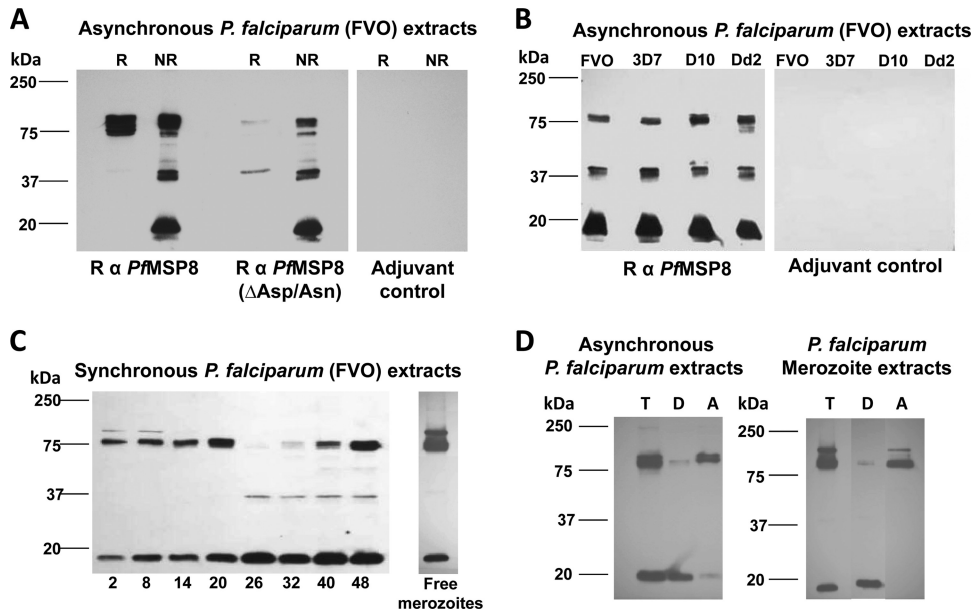 A
Asynchronous P. falciparum (FVO) extracts
kDa R NR R NR R NR
250
75
37
20
R α PfMSP8
R α PfMSP8
(ΔAsp/Asn)
Adjuvant
control
B
Asynchronous P. falciparum (FVO) extracts
kDa FVO 3D7 D10 Dd2 FVO 3D7 D10 Dd2
250
75
37
20
R α PfMSP8 Adjuvant control
C
Synchronous P. falciparum (FVO) extracts
kDa
250
75
37
20
2 8 14 20 26 32 40 48
Free
merozoites
D
Asynchronous
P. falciparum extracts
kDa T D A
250
75
37
20
P. falciparum
Merozoite extracts
kDa T D A
250
75
37
20